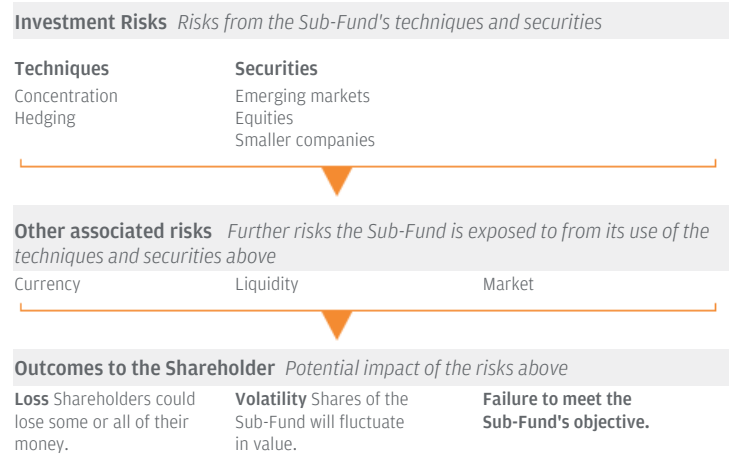 Investment Risks Risks from the Sub-Fund's techniques and securities
Techniques
Concentration
Hedging
Securities
Emerging markets
Equities
Smaller companies
Other associated risks Further risks the Sub-Fund is exposed to from its use of the
techniques and securities above
Currency
Liquidity
Market
Outcomes to the Shareholder Potential impact of the risks above
Loss Shareholders could
lose some or all of their
money.
Volatility Shares of the
Sub-Fund will fluctuate
in value.
Failure to meet the
Sub-Fund's objective.